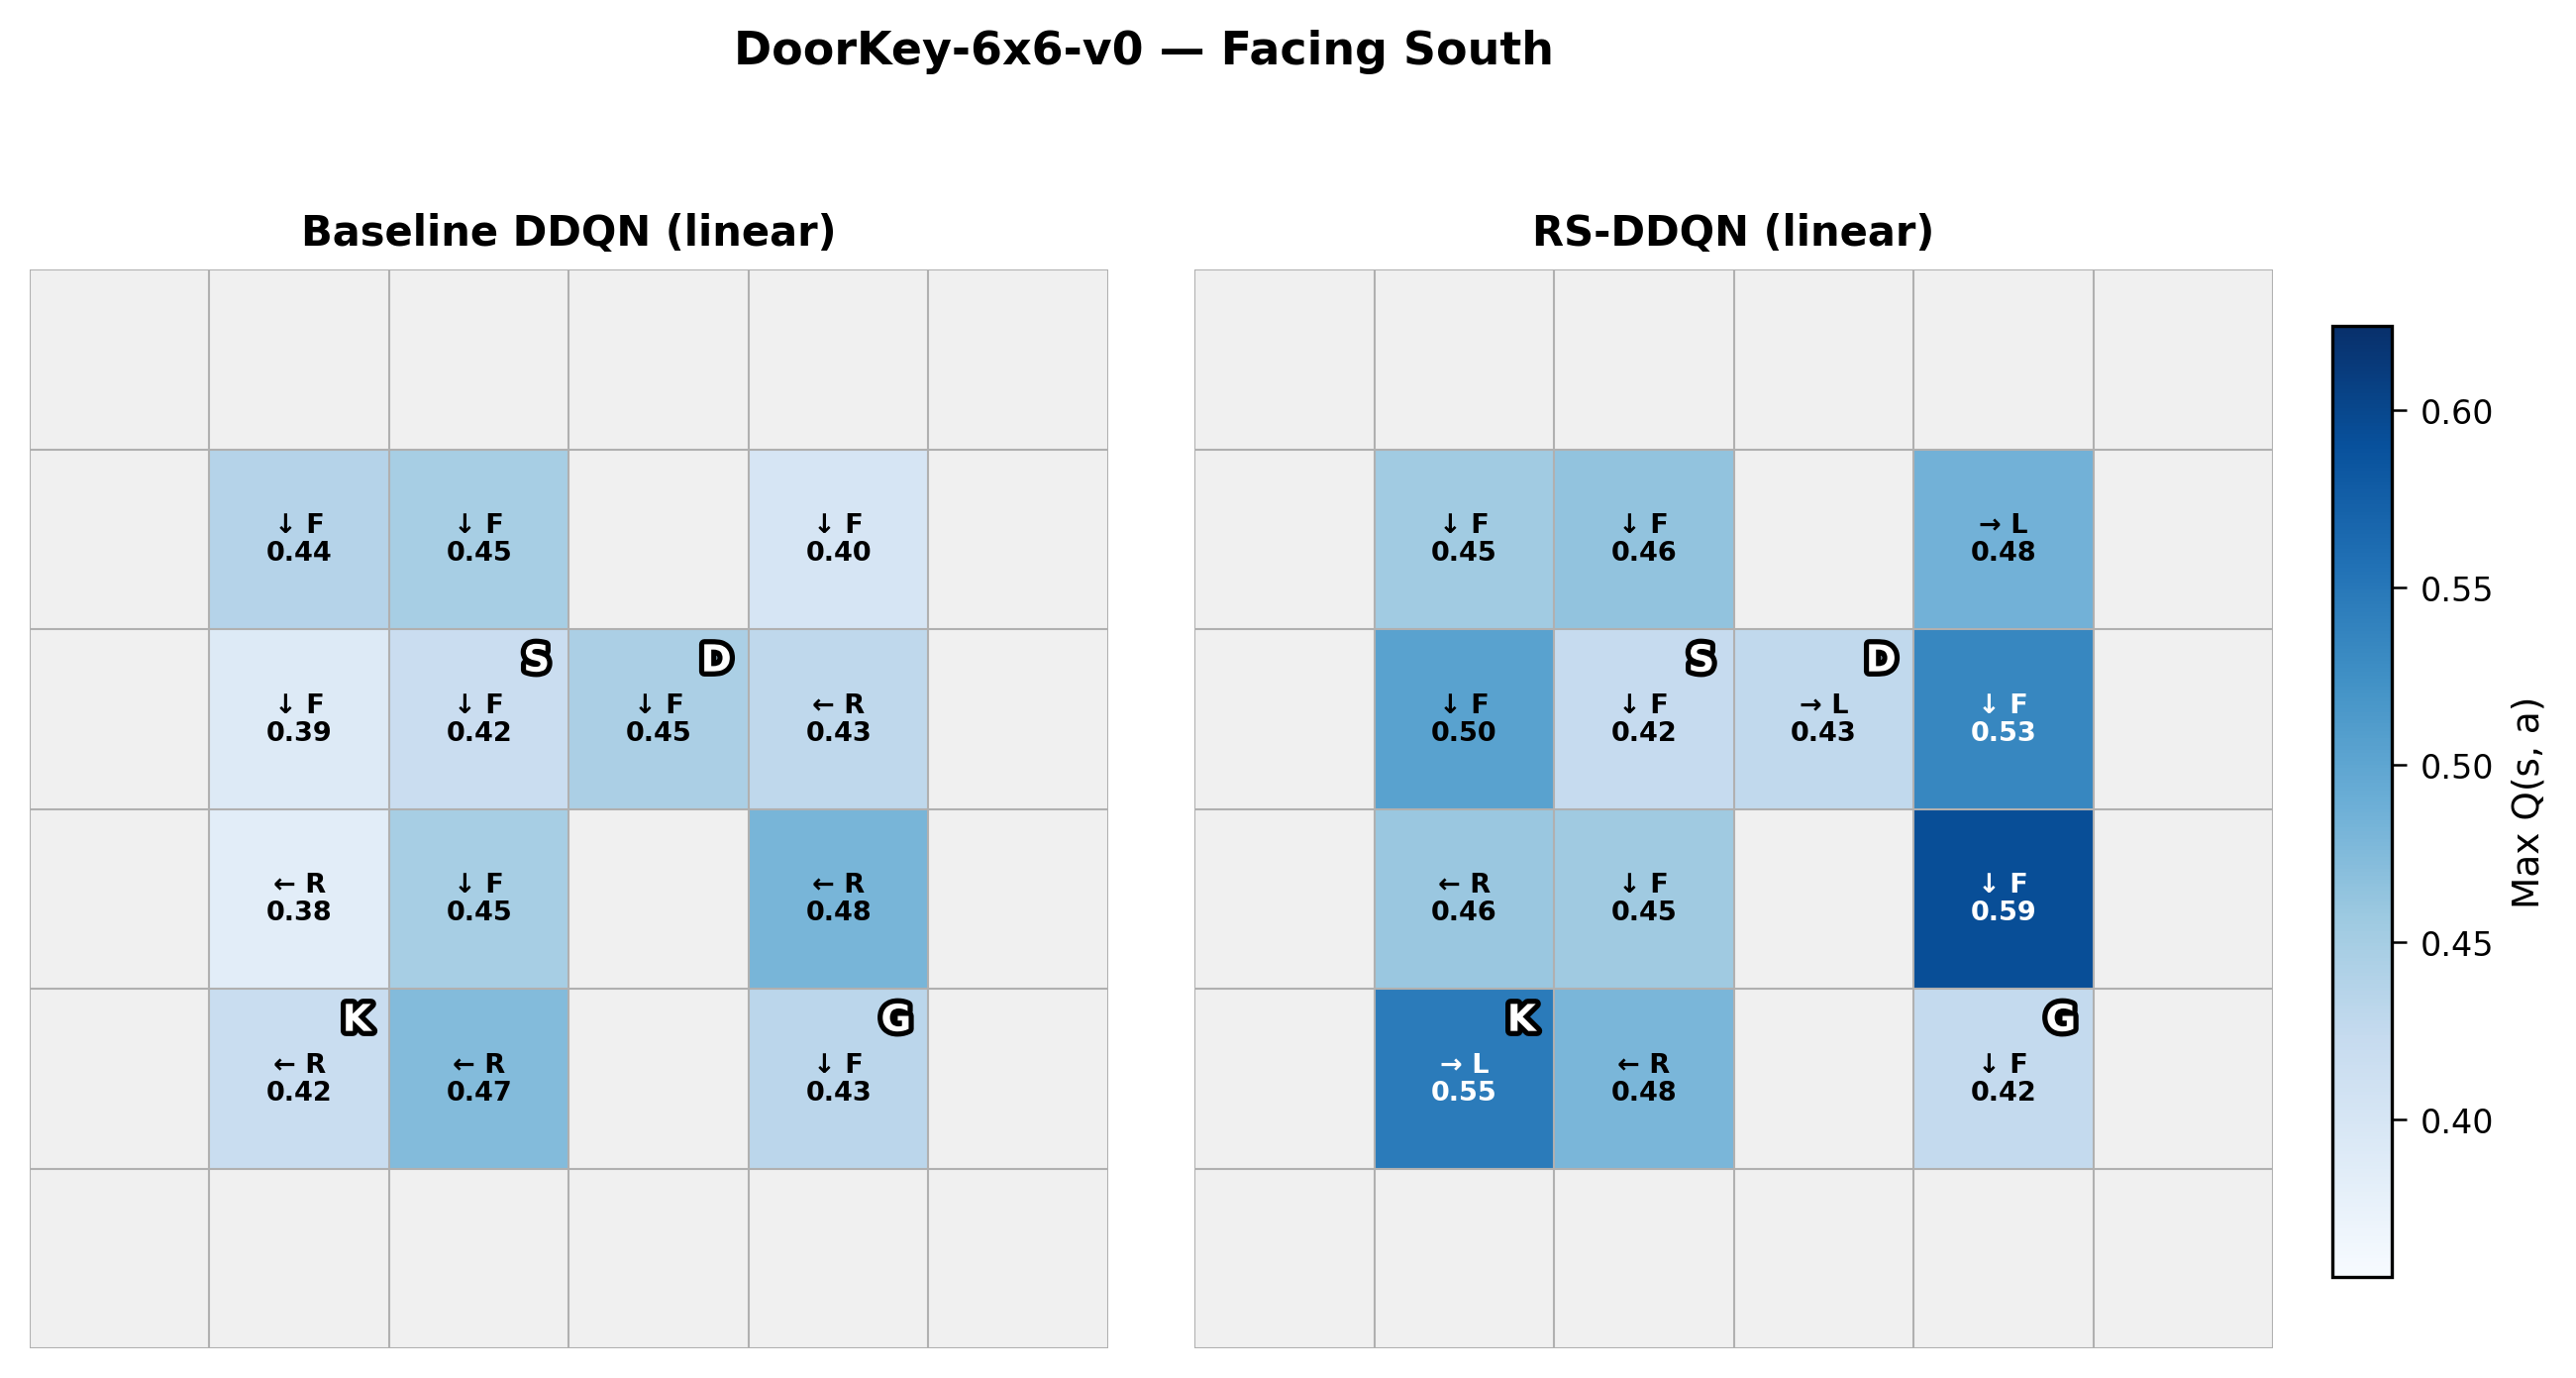 DoorKey-6x6-v0 — Facing South
Baseline DDQN (linear)
↓ F
0.44
↓ F
0.45
↓ F
0.40
↓ F
0.39
S
↓ F
0.42
D
↓ F
0.45
← R
0.43
← R
0.38
↓ F
0.45
← R
0.48
K
← R
0.42
← R
0.47
G
↓ F
0.43
RS-DDQN (linear)
↓ F
0.45
↓ F
0.46
→ L
0.48
↓ F
0.50
S
↓ F
0.42
D
→ L
0.43
↓ F
0.53
← R
0.46
↓ F
0.45
↓ F
0.59
K
→ L
0.55
← R
0.48
G
↓ F
0.42
0.60
0.55
0.50
0.45
0.40
Max Q(s, a)